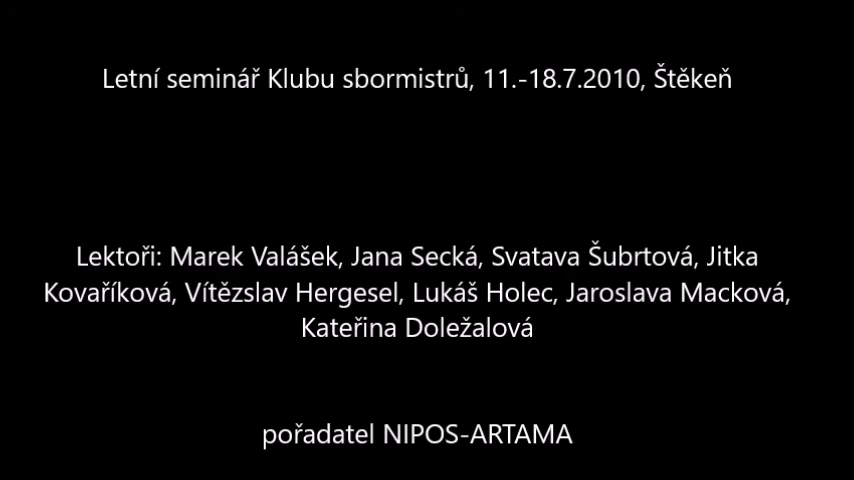 Letní seminář Klubu sbormistrů, 11.-18.7.2010, Štěkeň
Lektoři: Marek Valášek, Jana Secká, Svatava Šubrtová, Jitka
Kovaříková, Vítězslav Hergesel, Lukáš Holec, Jaroslava Macková,
Kateřina Doležalová
pořadatel NIPOS-ARTAMA